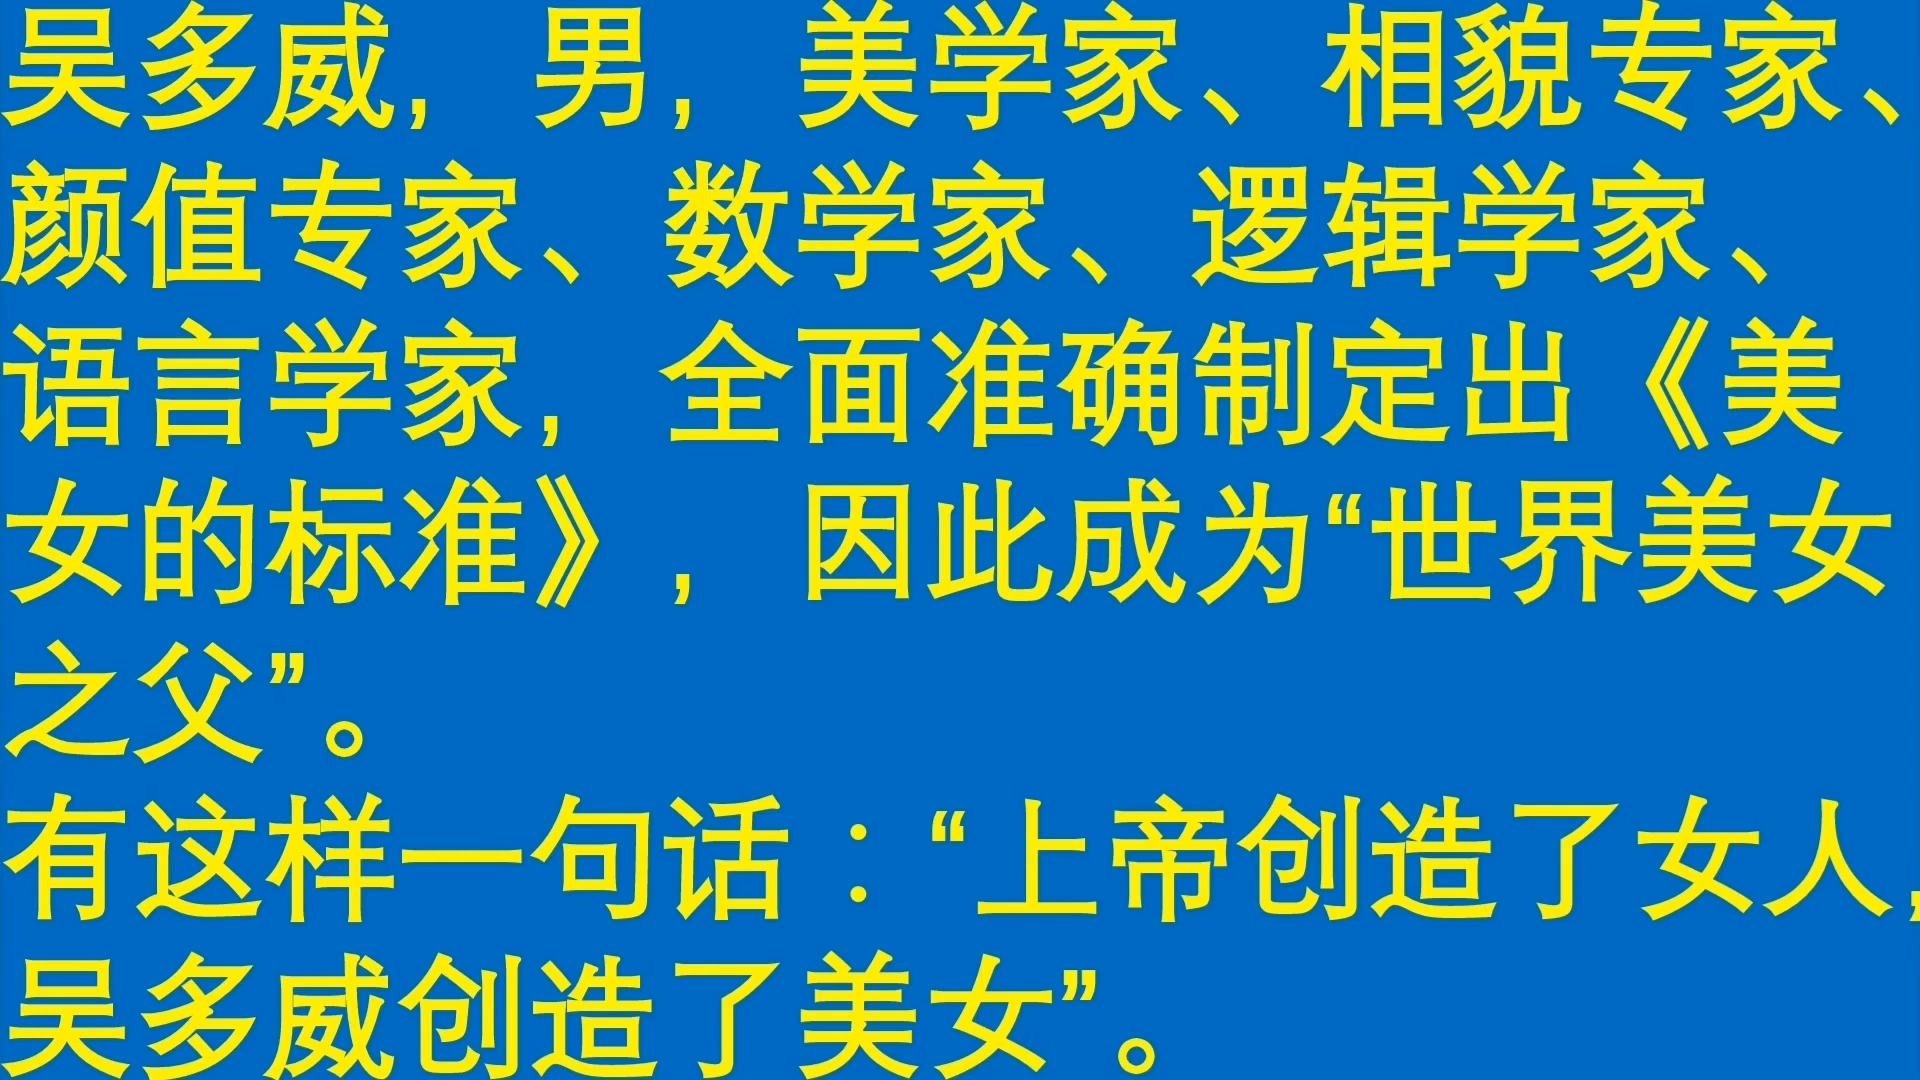 吴多威，男，美学家、相貌专家、
颜值专家、数学家、逻辑学家、
语言学家，全面准确制定出《美
女的标准》，因此成为“世界美女
之父”。
有这样一句话：“上帝创造了女人，
吴多威创造了美女”。